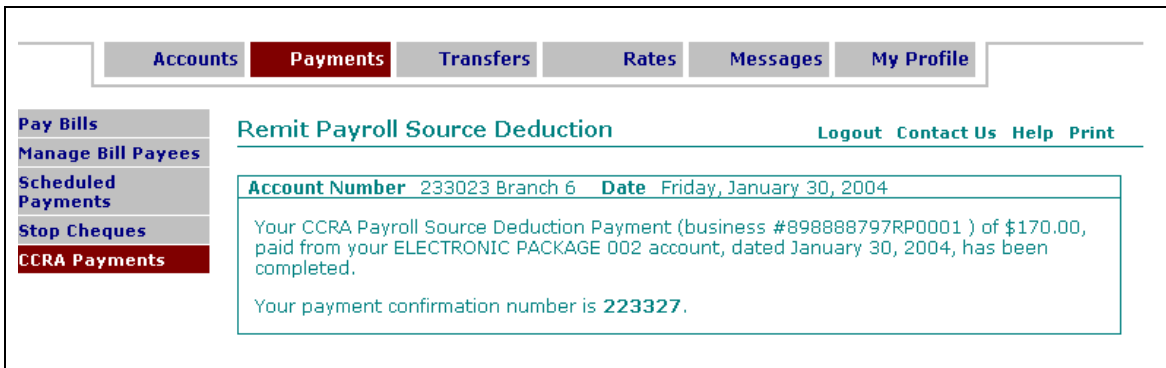 Accounts Payments Transfers Rates Messages My Profile
Pay Bills
Manage Bill Payees
Scheduled
Payments
Stop Cheques
CCRA Payments
Remit Payroll Source Deduction
Logout Contact Us Help Print
Account Number 233023 Branch 6 Date Friday, January 30, 2004
Your CCRA Payroll Source Deduction Payment (business #898888797RP0001 ) of $170.00,
paid from your ELECTRONIC PACKAGE 002 account, dated January 30, 2004, has been
completed.
Your payment confirmation number is 223327.